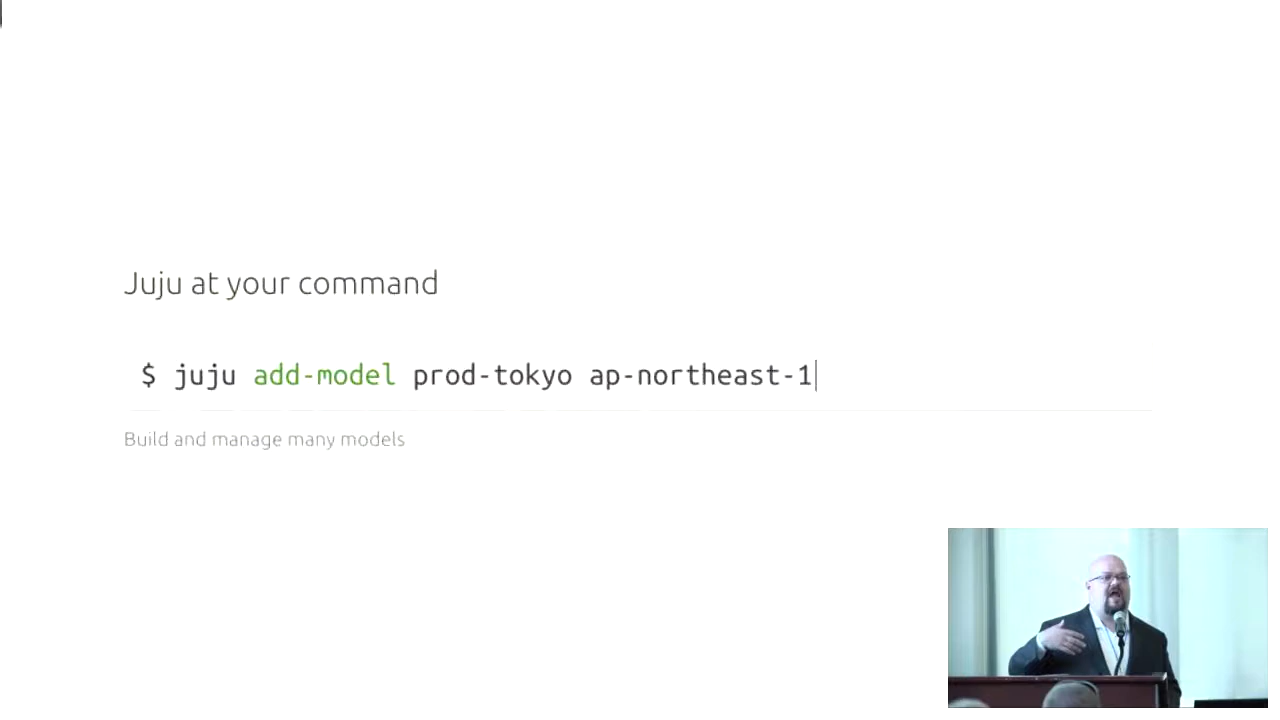 Juju at your command
$ juju add-model prod-tokyo ap-northeast-1
Build and manage many models